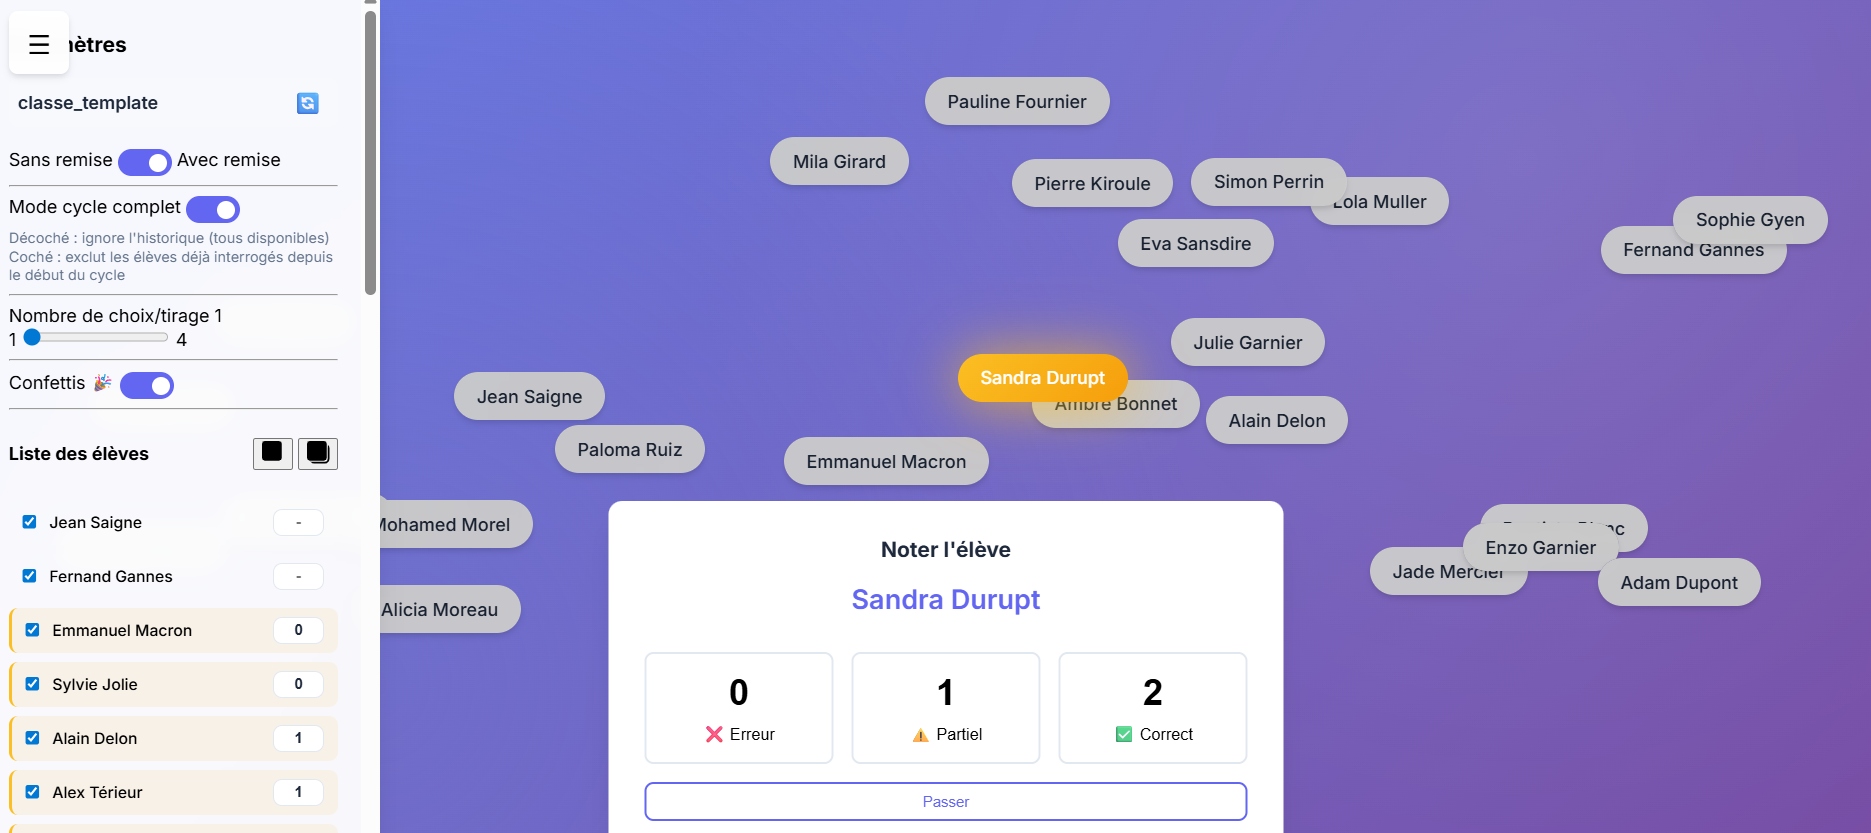 ☰ mètres
classe_template
Sans remise Avec remise
Mode cycle complet
Décoché : ignore l'historique (tous disponibles)
Coché : exclut les élèves déjà interrogés depuis
le début du cycle
Nombre de choix/tirage 1
1 4
Confettis 🎉
Liste des élèves
Jean Saigne -
Fernand Gannes -
Emmanuel Macron 0
Sylvie Jolie 0
Alain Delon 1
Alex Térieur 1
Pauline Fournier
Mila Girard
Pierre Kiroule
Simon Perrin
Lola Muller
Sophie Gyen
Eva Sansdire
Fernand Gannes
Julie Garnier
Sandra Durupt
Jean Saigne
Ambre Bonnet
Alain Delon
Paloma Ruiz
Emmanuel Macron
Mohamed Morel
Enzo Garnier
Jade Mercier
Adam Dupont
Alicia Moreau
Noter l'élève
Sandra Durupt
0
❌ Erreur
1
⚠️ Partiel
2
✅ Correct
Passer